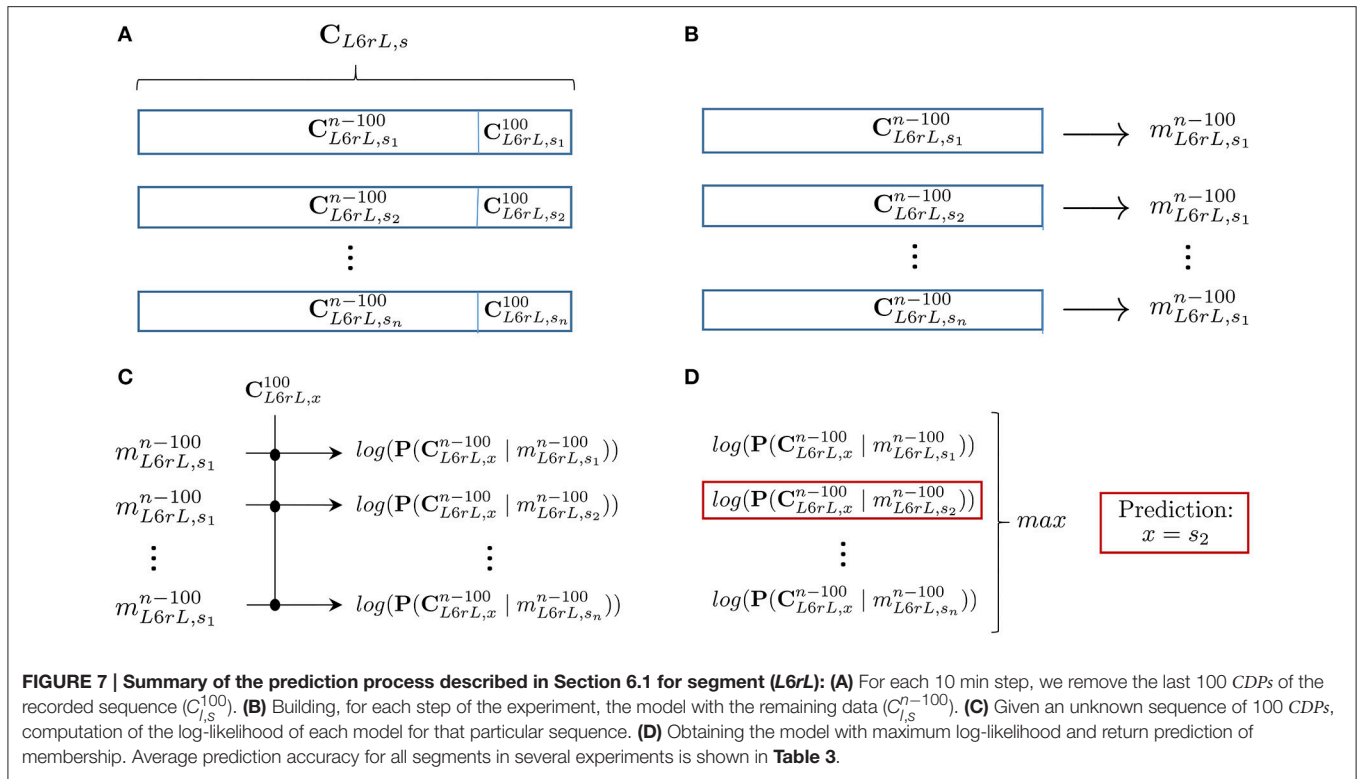 A
C_{L6rL,s}
C^{n−100}_{L6rL,s_1} C^{100}_{L6rL,s_1}
C^{n−100}_{L6rL,s_2} C^{100}_{L6rL,s_2}
⋮
C^{n−100}_{L6rL,s_n} C^{100}_{L6rL,s_n}
B
C^{n−100}_{L6rL,s_1} → m^{n−100}_{L6rL,s_1}
C^{n−100}_{L6rL,s_2} → m^{n−100}_{L6rL,s_1}
⋮ ⋮
C^{n−100}_{L6rL,s_n} → m^{n−100}_{L6rL,s_1}
C
C^{100}_{L6rL,x}
m^{n−100}_{L6rL,s_1} log(P(C^{n−100}_{L6rL,x} | m^{n−100}_{L6rL,s_1}))
m^{n−100}_{L6rL,s_1} log(P(C^{n−100}_{L6rL,x} | m^{n−100}_{L6rL,s_2}))
⋮ ⋮
m^{n−100}_{L6rL,s_1} log(P(C^{n−100}_{L6rL,x} | m^{n−100}_{L6rL,s_n}))
D
log(P(C^{n−100}_{L6rL,x} | m^{n−100}_{L6rL,s_1}))
log(P(C^{n−100}_{L6rL,x} | m^{n−100}_{L6rL,s_2}))
⋮
log(P(C^{n−100}_{L6rL,x} | m^{n−100}_{L6rL,s_n}))
max
Prediction:
x = s_2
FIGURE 7 | Summary of the prediction process described in Section 6.1 for segment (L6rL): (A) For each 10 min step, we remove the last 100 CDPs of the
recorded sequence (C^{100}_{l,s}). (B) Building, for each step of the experiment, the model with the remaining data (C^{n−100}_{l,s}). (C) Given an unknown sequence of 100 CDPs,
computation of the log-likelihood of each model for that particular sequence. (D) Obtaining the model with maximum log-likelihood and return prediction of
membership. Average prediction accuracy for all segments in several experiments is shown in Table 3.